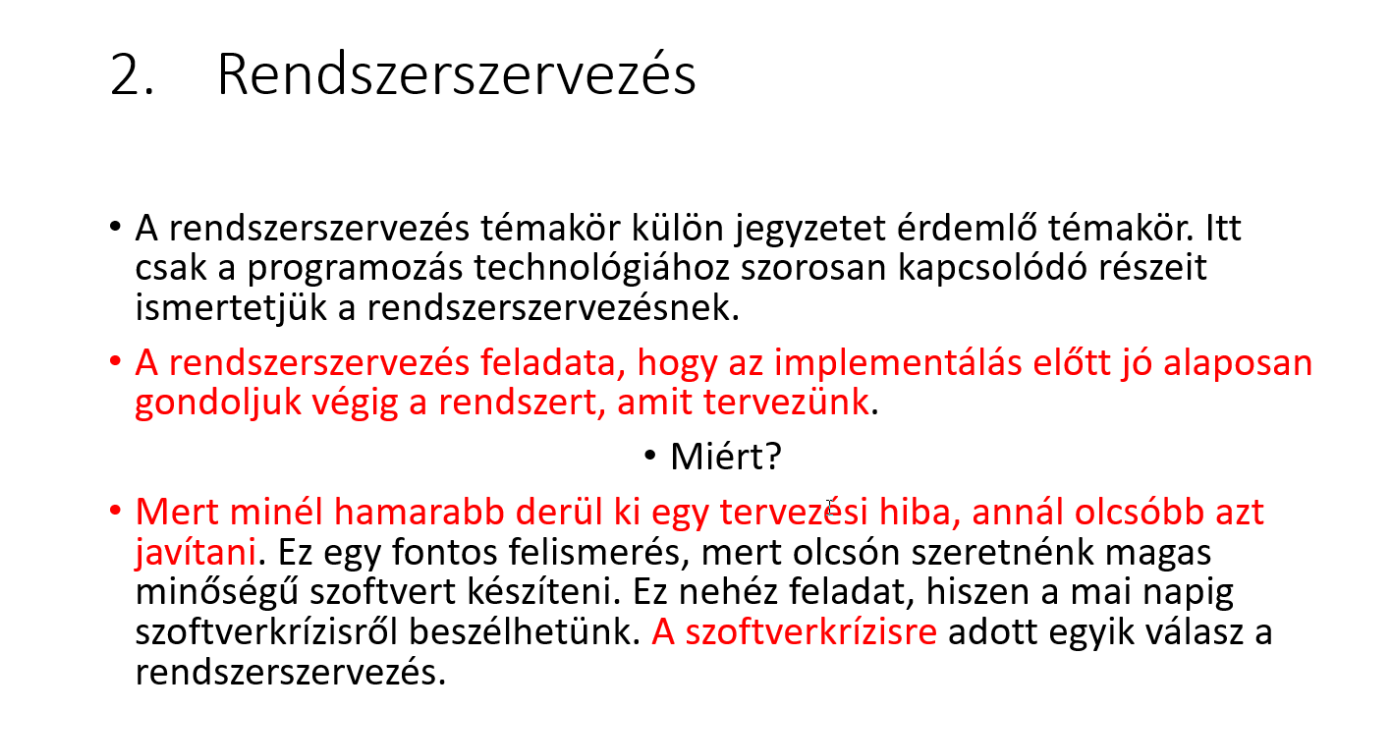 2. Rendszerszervezés
• A rendszerszervezés témakör külön jegyzetet érdemlő témakör. Itt
csak a programozás technológiához szorosan kapcsolódó részeit
ismertetjük a rendszerszervezésnek.
• A rendszerszervezés feladata, hogy az implementálás előtt jó alaposan
gondoljuk végig a rendszert, amit tervezünk.
• Miért?
• Mert minél hamarabb derül ki egy tervezési hiba, annál olcsóbb azt
javítani. Ez egy fontos felismerés, mert olcsón szeretnénk magas
minőségű szoftvert készíteni. Ez nehéz feladat, hiszen a mai napig
szoftverkrízisről beszélhetünk. A szoftverkrízisre adott egyik válasz a
rendszerszervezés.